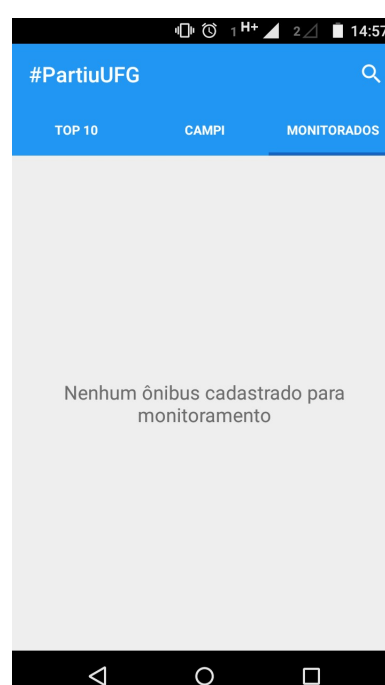 1 H+ 2 14:57
#PartiuUFG
TOP 10 CAMPI MONITORADOS
Nenhum ônibus cadastrado para
monitoramento